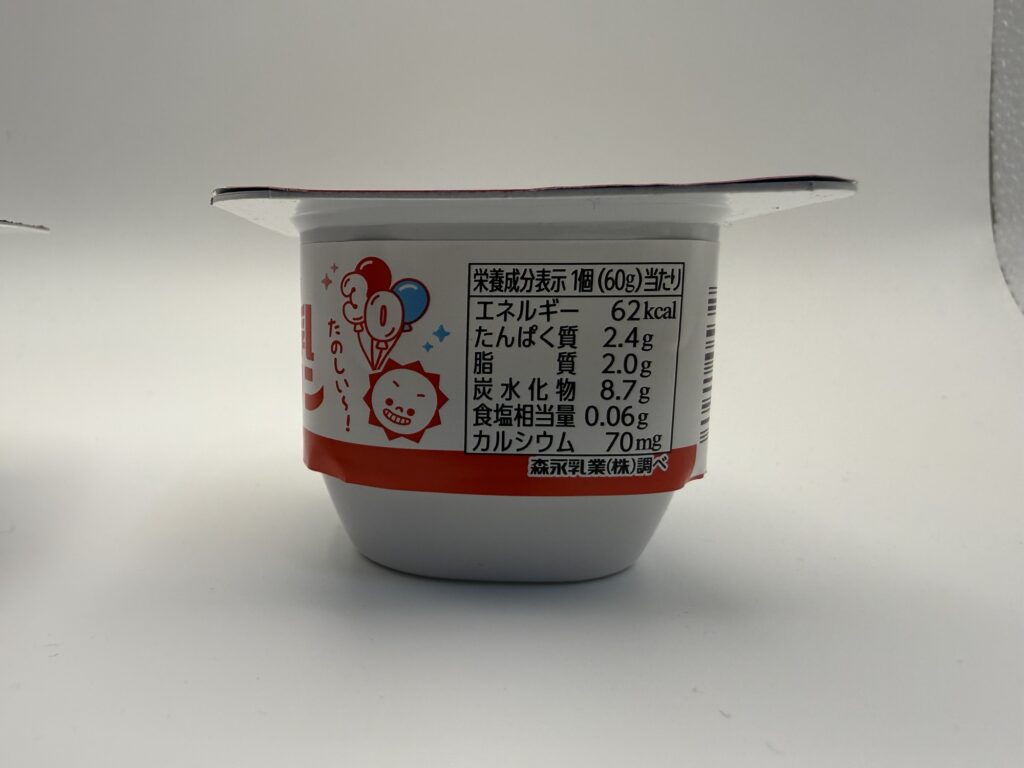 30
たのしい～!
栄養成分表示 1個(60g)当たり
エネルギー 62kcal
たんぱく質 2.4g
脂質 2.0g
炭水化物 8.7g
食塩相当量 0.06g
カルシウム 70mg
森永乳業(株)調べ